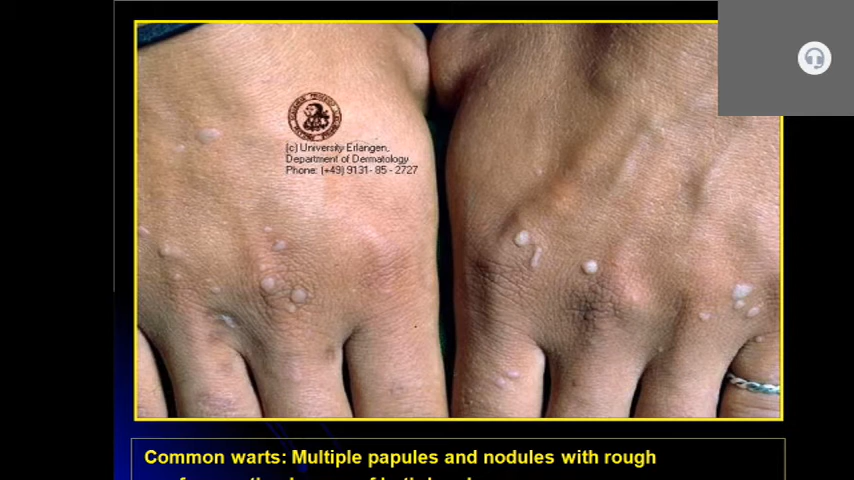 (c) University Erlangen,
Department of Dermatology
Phone: (+49) 9131- 85 - 2727
Common warts: Multiple papules and nodules with rough